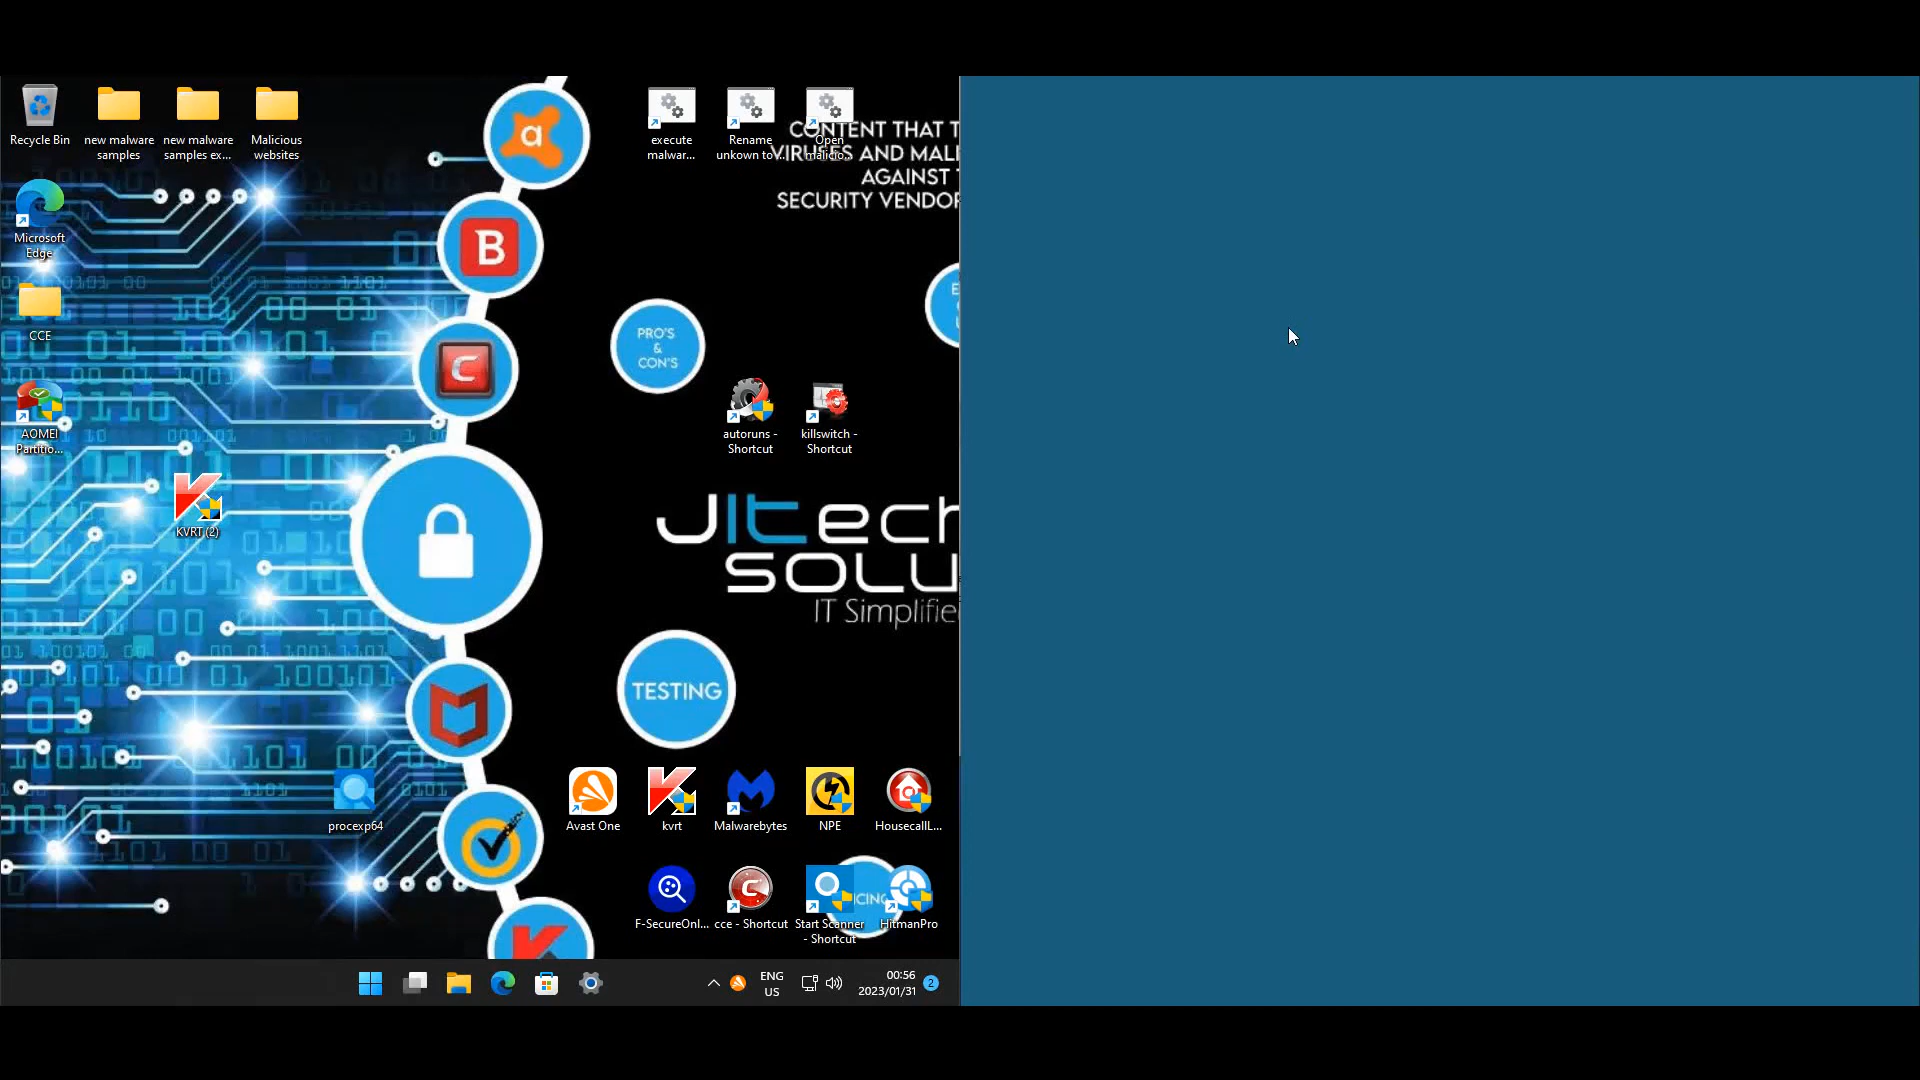 Recycle Bin
new malware
samples
new malware
samples ex...
Malicious
websites
execute
malwar...
Rename
unkown to ...
Open
malicio...
CONTENT THAT T
VIRUSES AND MALI
AGAINST
SECURITY VENDOR
Microsoft
Edge
CCE
AOMEI
Partitio...
KVRT (2)
a
B
C
PRO'S
&
CON'S
autoruns -
Shortcut
killswitch -
Shortcut
JITech
SOLU
IT Simplifie
TESTING
procexp64
Avast One
kvrt
Malwarebytes
NPE
HousecallL...
F-SecureOnl...
cce - Shortcut
Start Scanner
- Shortcut
HitmanPro
ENG
US
00:56
2023/01/31
2